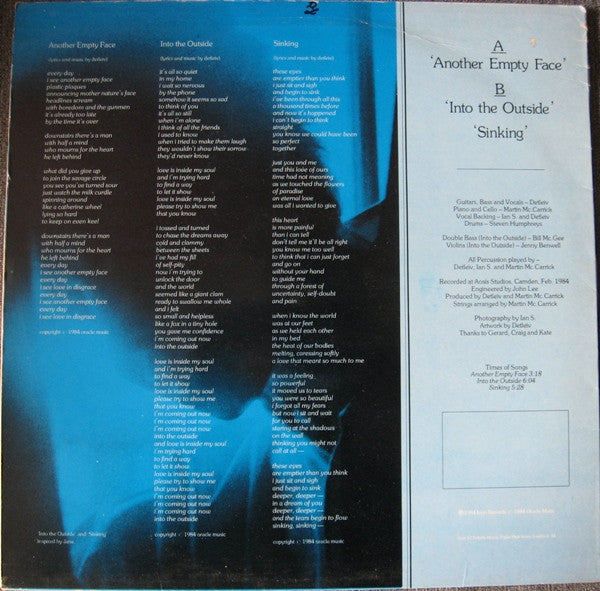 Another Empty Face
(lyrics and music by detleiv)
every day
i see another empty face
plastic plaques
announcing mother nature's face
headlines scream
with boredom and the gunmen
it's already too late
by the time it's over
downstairs there's a man
with half a mind
who mourns for the heart
he left behind
what did you give up
to join the savage circle
you see you've turned sour
just watch the milk curdle
spinning around
like a catherine wheel
lying so hard
to keep on even keel
downstairs there's a man
with half a mind
who mourns for the heart
he left behind
every day
i see another empty face
every day
i see love in disgrace
every day
i see another empty face
every day
i see love in disgrace
copyright © 1984 oracle music
'Into the Outside' and 'Sinking'
inspired by Jane.
Into the Outside
(lyrics and music by detleiv)
It's all so quiet
in my home
I wait so nervous
by the phone
somehow it seems so sad
to think of you
it's all so still
when i'm alone
I think of all the friends
I used to know
when i tried to make them laugh
they wouldn't show their sorrow —
they'd never know
love is inside my soul
and i'm trying hard
to find a way
to let it show
love is inside my soul
please try to show me
that you know
I tossed and turned
to chase the dreams away
cold and clammy
between the sheets
I've had my fill
of self-pity
now i'm trying to
unlock the door
and the world
seems like a giant clam
ready to swallow me whole
and i felt
so small and helpless
like a fox in a tiny hole
you gave me confidence
I'm coming out now
into the outside
love is inside my soul
and i'm trying hard
to find a way
to let it show
love is inside my soul
please try to show me
that you know
I'm coming out now
I'm coming out now
into the outside
and love is inside my soul
I'm trying hard
to find a way
to let it show
love is inside my soul
please try to show me
that you know
I'm coming out now
I'm coming out now
I'm coming out now
into the outside
copyright © 1984 oracle music
Sinking
(lyrics and music by detleiv)
these eyes
are emptier than you think
I just sit and sigh
and begin to sink
I've been through all this
a thousand times before
and now it's happened
I can't begin to think
straight
you know we could have been
so perfect
together
just you and me
and this love of ours
time had not meaning
as we touched the flowers
of paradise
an eternal love
was all i wanted to give
this heart
is more painful
than i can tell
don't tell me it'll be all right
you know me too well
to think that i can just forget
and go on
without your hand
to guide me
through a forest of
uncertainty, self-doubt
and pain
when i know the world
was at our feet
as we held each other
in my bed
the heat of our bodies
melting, caressing softly
a love that meant so much to me
it was a feeling
so powerful
it moved us to tears
you were so beautiful
i forgot all my fears
but now i sit and wait
for you to call
staring at the shadows
on the wall
thinking you might not
call at all —
these eyes
are emptier than you think
I just sit and sigh
and begin to sink
deeper, deeper —
in a dream of you
deeper, deeper —
and the tears begin to flow
sinking, sinking —
copyright © 1984 oracle music
A
'Another Empty Face'
B
'Into the Outside'
'Sinking'
Guitars, Bass and Vocals – Detleiv
Piano and Cello – Martin Mc. Carrick
Vocal Backing – Ian S. and Detleiv
Drums – Steven Humphreys
Double Bass (Into the Outside) – Bill Mc. Gee
Violins (Into the Outside) – Jenny Benwell
All Percussion played by –
Detleiv, Ian S. and Martin Mc. Carrick
Recorded at Arisis Studios, Camden, Feb. 1984
Engineered by John Lee
Produced by Detleiv and Martin Mc. Carrick
Strings arranged by Martin Mc. Carrick
Photography by Ian S.
Artwork by Detleiv
Thanks to Gerard, Craig and Kate
Times of Songs
Another Empty Face 3:18
Into the Outside 6:04
Sinking 5:28